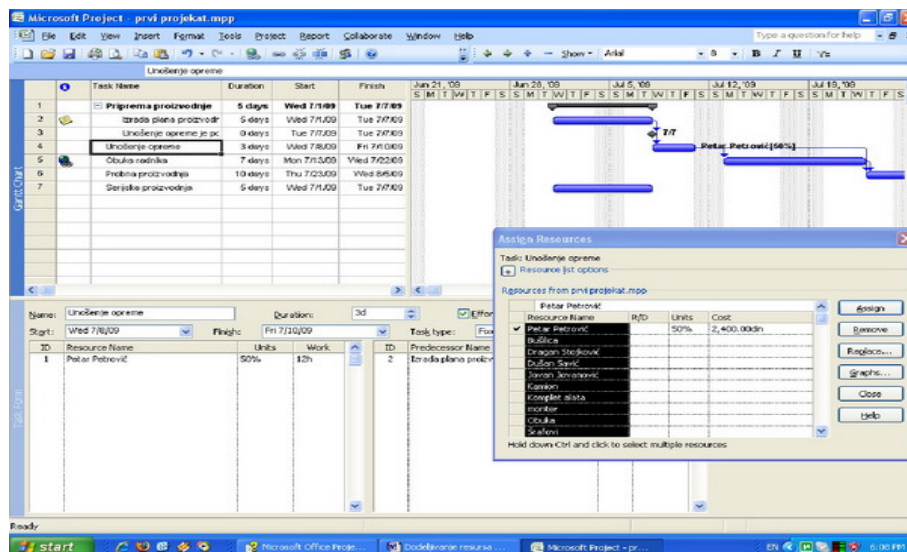 Microsoft Project - prvi projekat.mpp
File Edit View Insert Format Tools Project Report Collaborate Window Help
Type a question for help
Show Arial 8 B I U
Unošenje opreme
Task Name Duration Start Finish Jun 21, '09 Jun 28, '09 Jul 5, '09 Jul 12, '09 Jul 19, '09
S M T W T F S S M T W T F S S M T W T F S S M T W T F S S M T W T F S
1 Priprema proizvodnje 5 days Wed 7/1/09 Tue 7/7/09
2 Izrada plana proizvodr 5 days Wed 7/1/09 Tue 7/7/09
3 Unošenje opreme je pc 0 days Tue 7/7/09 Tue 7/7/09 7/7
4 Unošenje opreme 3 days Wed 7/8/09 Fri 7/10/09 Petar Petrović[50%]
5 Obuka radnika 7 days Mon 7/13/09 Wed 7/22/09
6 Probna proizvodnja 10 days Thu 7/23/09 Wed 8/5/09
7 Serijska proizvodnja 5 days Wed 7/1/09 Tue 7/7/09
Gantt Chart
Assign Resources
Task: Unošenje opreme
Resource list options
Resources from prvi projekat.mpp
Petar Petrović
Resource Name R/D Units Cost
Petar Petrović 50% 2,400.00din
Bušilica
Dragan Stojković
Dušan Savić
Jovan Jovanović
Kamion
Komplet alata
monter
Obuka
Šrafovi
Assign
Remove
Replace...
Graphs...
Close
Help
Hold down Ctrl and click to select multiple resources
Name: Unošenje opreme Duration: 3d Effor
Start: Wed 7/8/09 Finish: Fri 7/10/09 Task type: Fixe
ID Resource Name Units Work ID Predecessor Name
1 Petar Petrović 50% 12h 2 Izrada plana proizv
Task Form
Ready
start Microsoft Office Proje... Dodeljivanje resursa ... Microsoft Project - pr... EN 6:00 PM